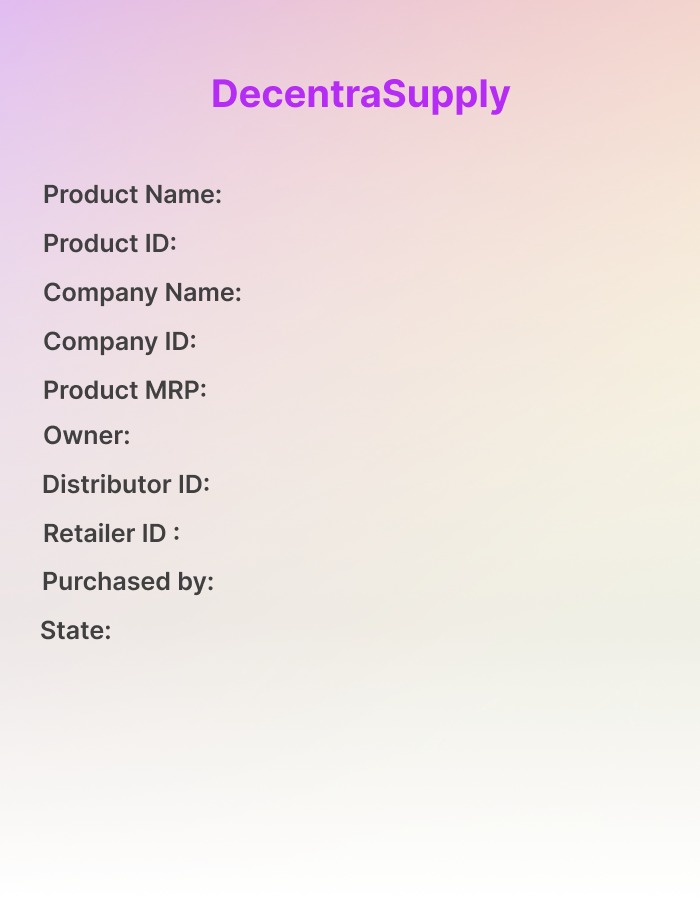 DecentraSupply
Product Name:
Product ID:
Company Name:
Company ID:
Product MRP:
Owner:
Distributor ID:
Retailer ID :
Purchased by:
State: